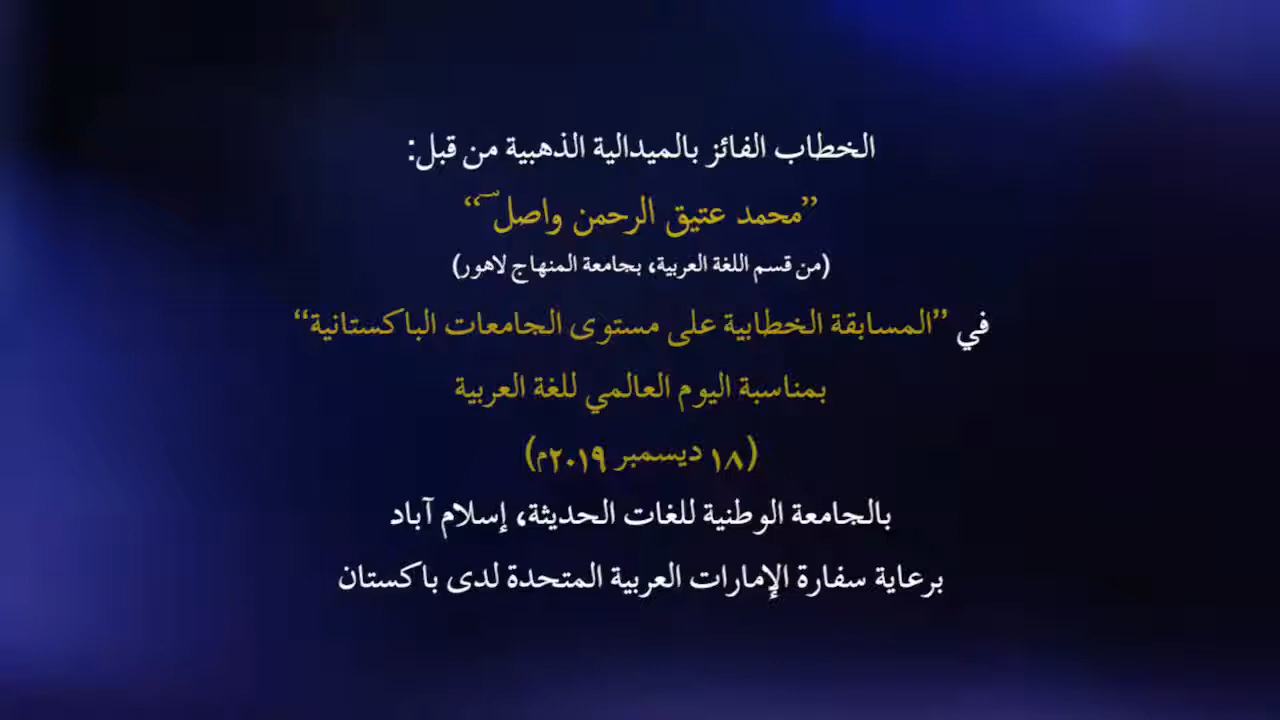 الخطاب الفائز بالميدالية الذهبية من قبل:
”محمد عتيق الرحمن واصلؔ“
(من قسم اللغة العربية، بجامعة المنهاج لاهور)
في ”المسابقة الخطابية على مستوى الجامعات الباكستانية“
بمناسبة اليوم العالمي للغة العربية
(١٨ ديسمبر ٢٠١٩م)
بالجامعة الوطنية للغات الحديثة، إسلام آباد
برعاية سفارة الإمارات العربية المتحدة لدى باكستان